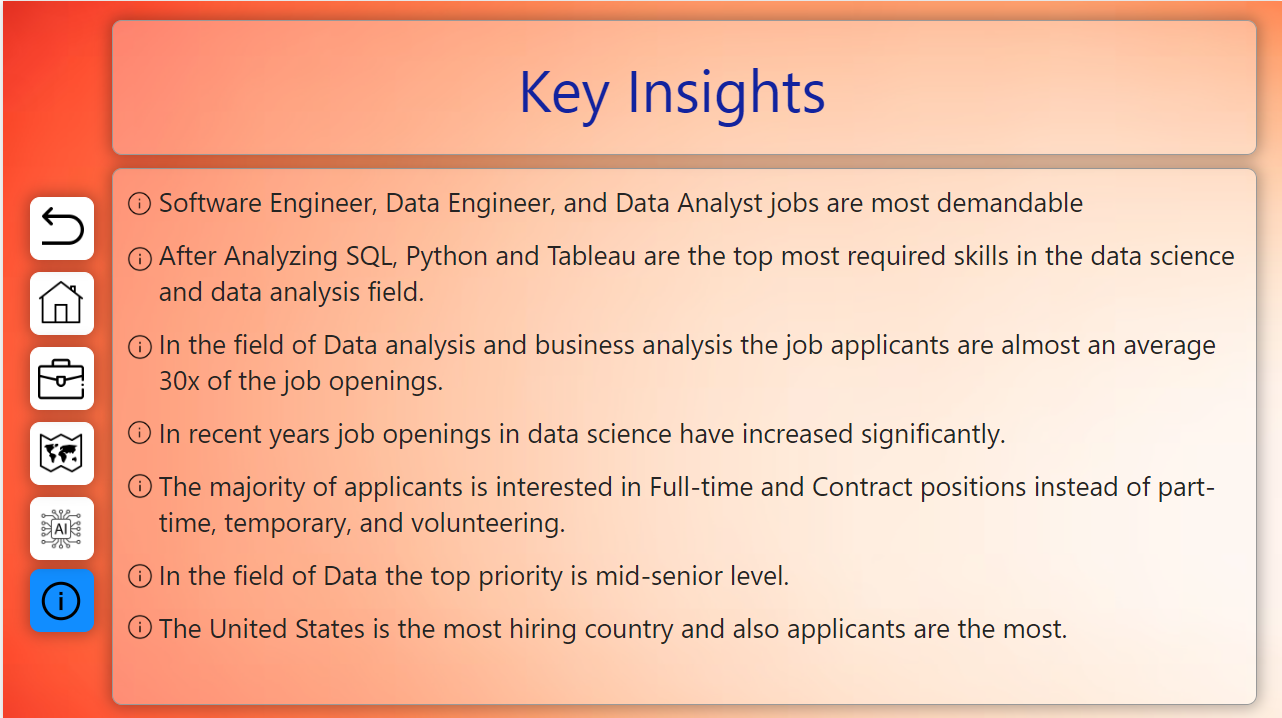 Key Insights
Software Engineer, Data Engineer, and Data Analyst jobs are most demandable
After Analyzing SQL, Python and Tableau are the top most required skills in the data science
and data analysis field.
In the field of Data analysis and business analysis the job applicants are almost an average
30x of the job openings.
In recent years job openings in data science have increased significantly.
The majority of applicants is interested in Full-time and Contract positions instead of part-
time, temporary, and volunteering.
AI
In the field of Data the top priority is mid-senior level.
The United States is the most hiring country and also applicants are the most.